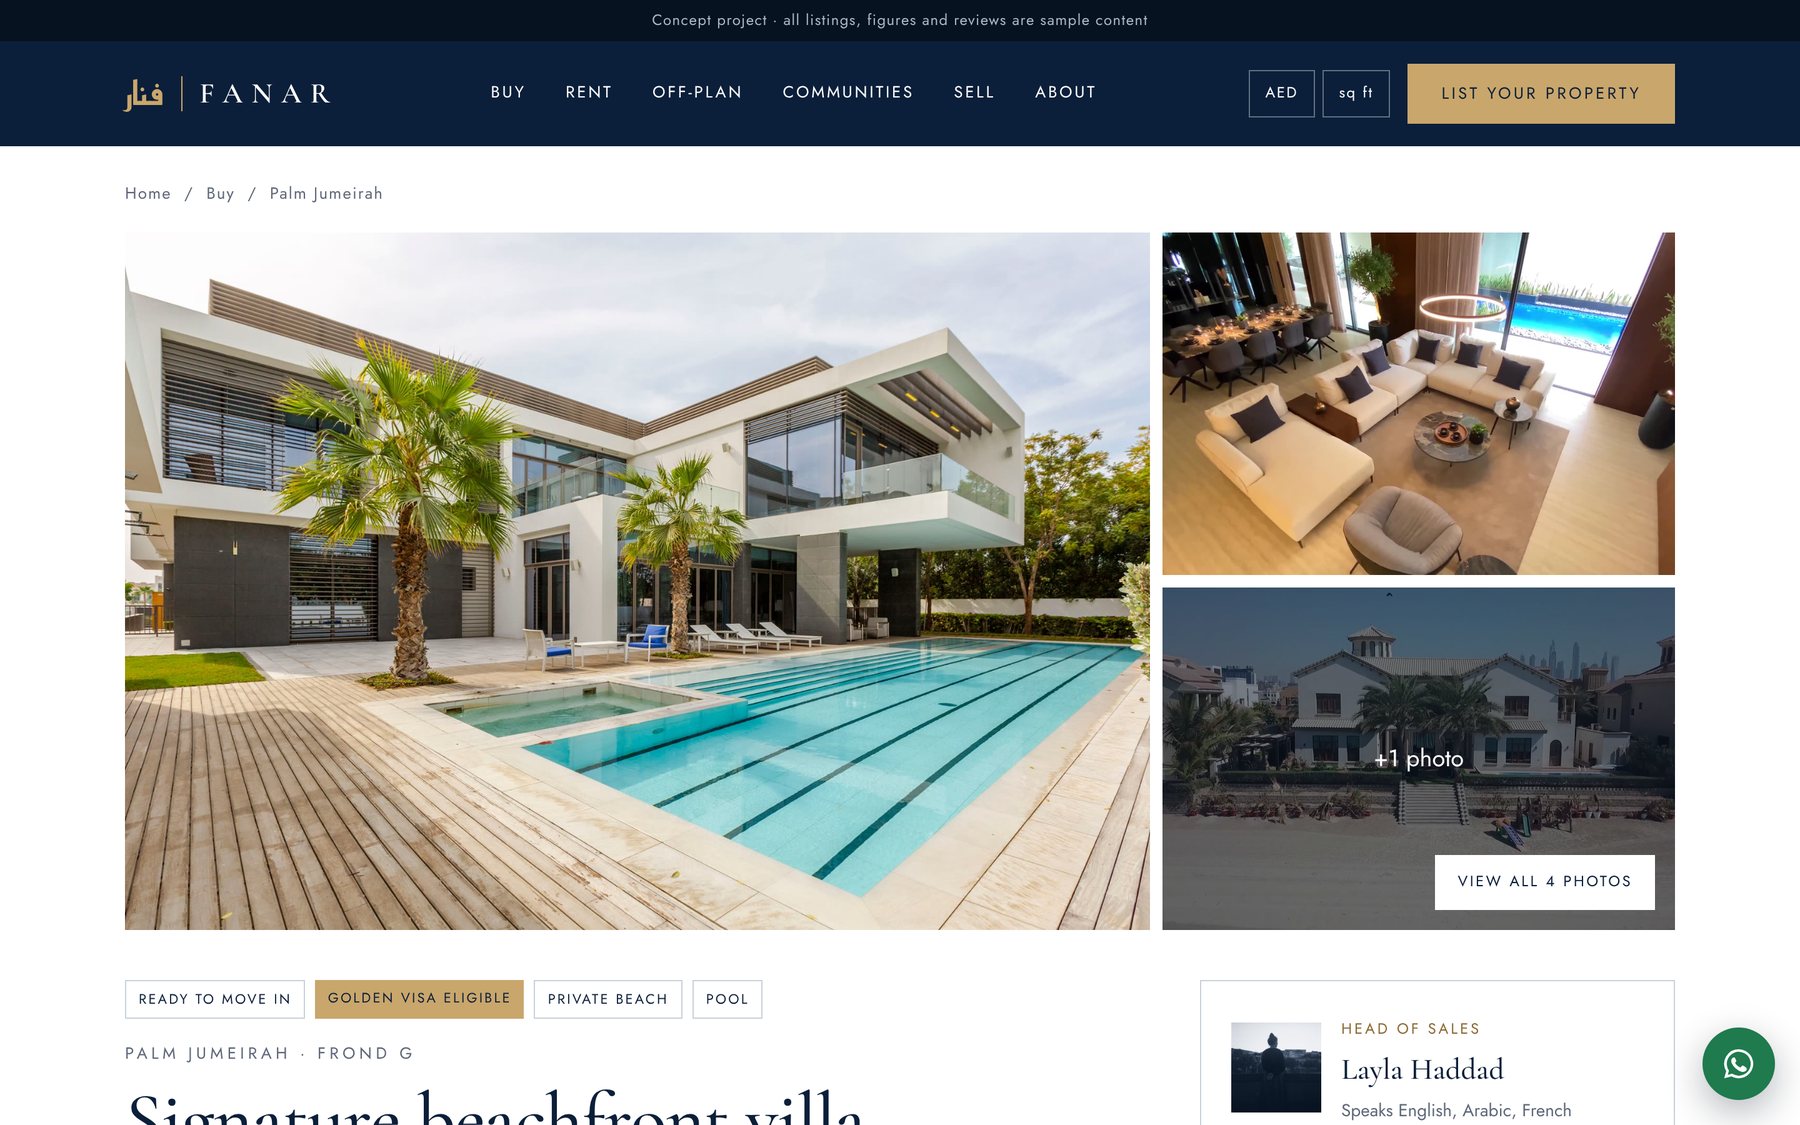 Concept project · all listings, figures and reviews are sample content
فنار FANAR
BUY RENT OFF-PLAN COMMUNITIES SELL ABOUT
AED sq ft LIST YOUR PROPERTY
Home / Buy / Palm Jumeirah
+1 photo
VIEW ALL 4 PHOTOS
READY TO MOVE IN GOLDEN VISA ELIGIBLE PRIVATE BEACH POOL
PALM JUMEIRAH · FROND G
Signature beachfront villa
HEAD OF SALES
Layla Haddad
Speaks English, Arabic, French